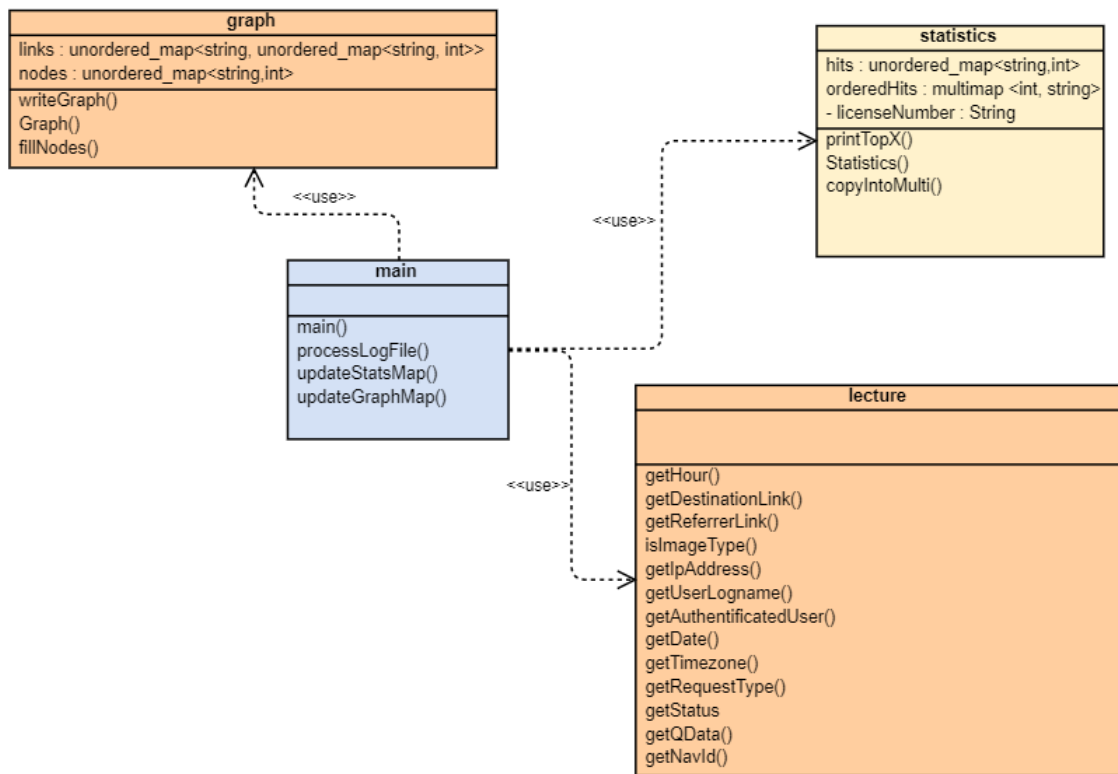 graph
links : unordered_map<string, unordered_map<string, int>>
nodes : unordered_map<string,int>
writeGraph()
Graph()
fillNodes()
statistics
hits : unordered_map<string,int>
orderedHits : multimap <int, string>
- licenseNumber : String
printTopX()
Statistics()
copyIntoMulti()
<<use>>
<<use>>
main
main()
processLogFile()
updateStatsMap()
updateGraphMap()
<<use>>
lecture
getHour()
getDestinationLink()
getReferrerLink()
isImageType()
getIpAddress()
getUserLogname()
getAuthentificatedUser()
getDate()
getTimezone()
getRequestType()
getStatus
getQData()
getNavId()